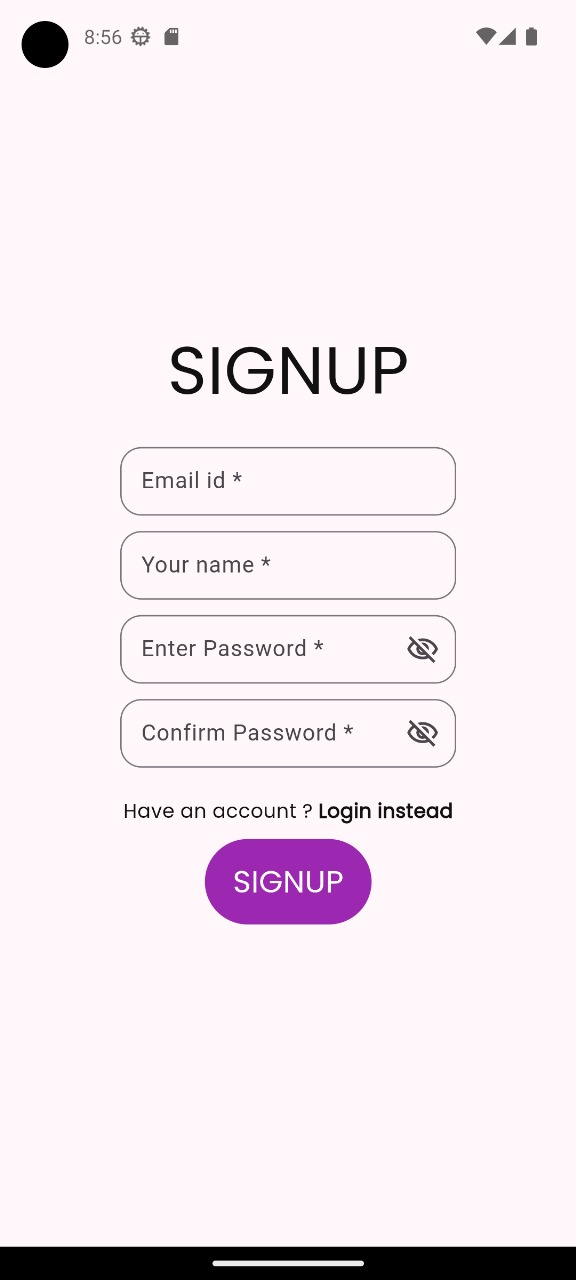 8:56
SIGNUP
Email id *
Your name *
Enter Password *
Confirm Password *
Have an account ? Login instead
SIGNUP